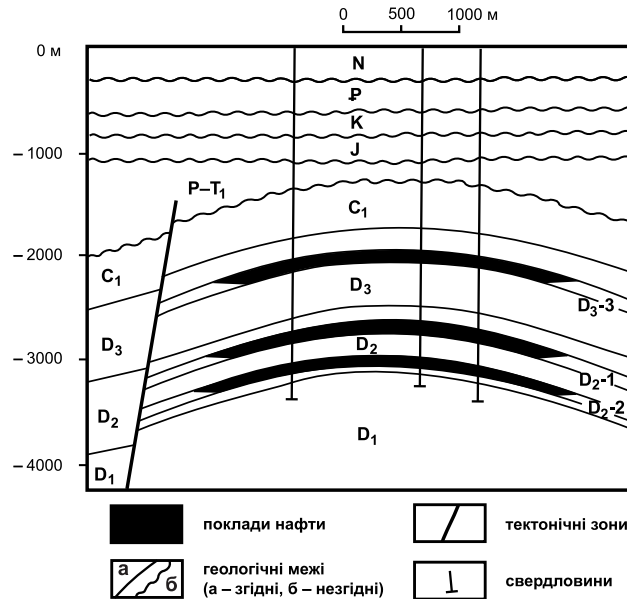 0 500 1000 м
0 м
N
₽
K
– 1000
J
P–T₁
C₁
– 2000
C₁
D₃
D₃-3
D₃
– 3000
D₂
D₂-1
D₂
D₂-2
D₁
– 4000
D₁
поклади нафти
тектонічні зони
а б
геологічні межі
(а – згідні, б – незгідні)
свердловини